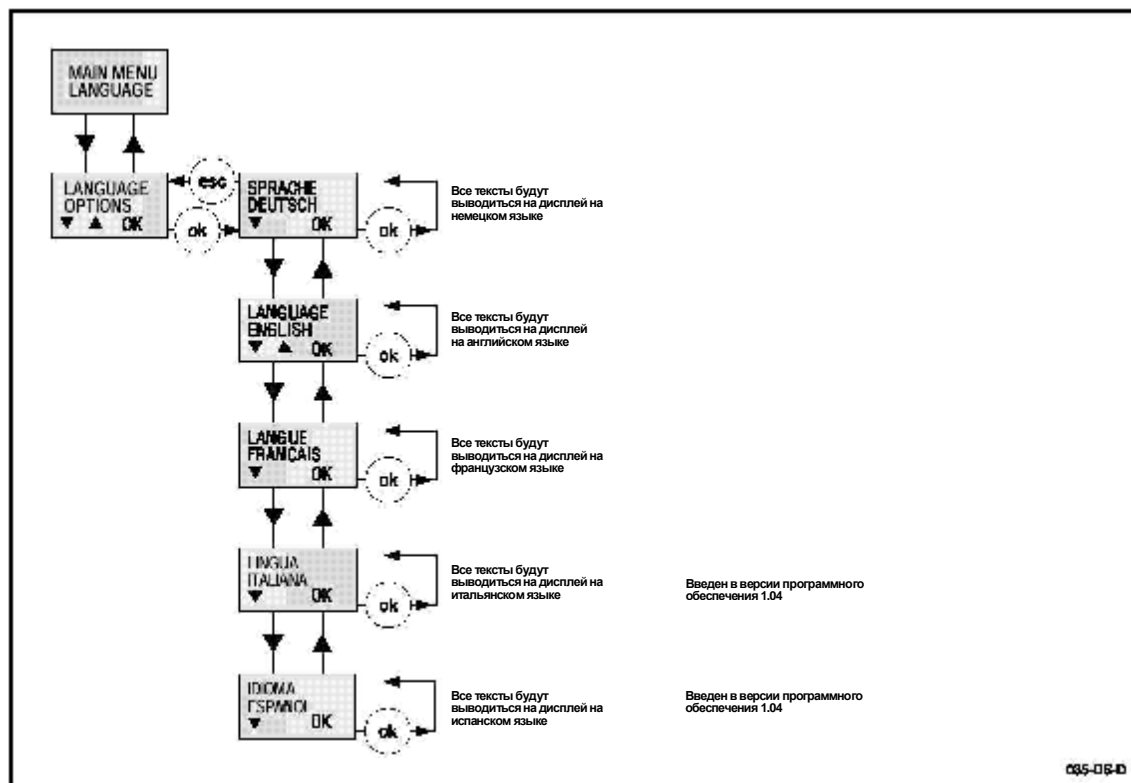 MAIN MENU
LANGUAGE
LANGUAGE
OPTIONS
▼ ▲ OK
esc
ok
SPRACHE
DEUTSCH
▼ OK
ok
Все тексты будут
выводиться на дисплей на
немецком языке
LANGUAGE
ENGLISH
▼ ▲ OK
ok
Все тексты будут
выводиться на дисплей
на английском языке
LANGUE
FRANCAIS
▼ OK
ok
Все тексты будут
выводиться на дисплей на
французском языке
LINGUA
ITALIANA
▼ OK
ok
Все тексты будут
выводиться на дисплей на
итальянском языке
Введен в версии программного
обеспечения 1.04
IDIOMA
ESPANOL
▼ OK
ok
Все тексты будут
выводиться на дисплей на
испанском языке
Введен в версии программного
обеспечения 1.04